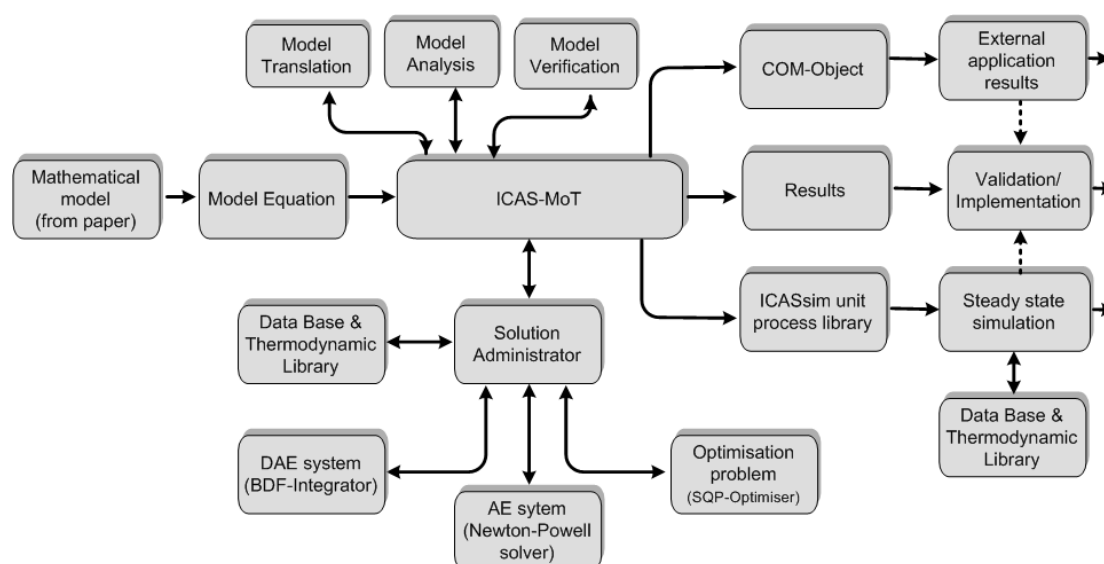 Model
Translation
Model
Analysis
Model
Verification
COM-Object
External
application
results
Mathematical
model
(from paper)
Model Equation
ICAS-MoT
Results
Validation/
Implementation
Data Base &
Thermodynamic
Library
Solution
Administrator
ICASsim unit
process library
Steady state
simulation
DAE system
(BDF-Integrator)
AE sytem
(Newton-Powell
solver)
Optimisation
problem
(SQP-Optimiser)
Data Base &
Thermodynamic
Library